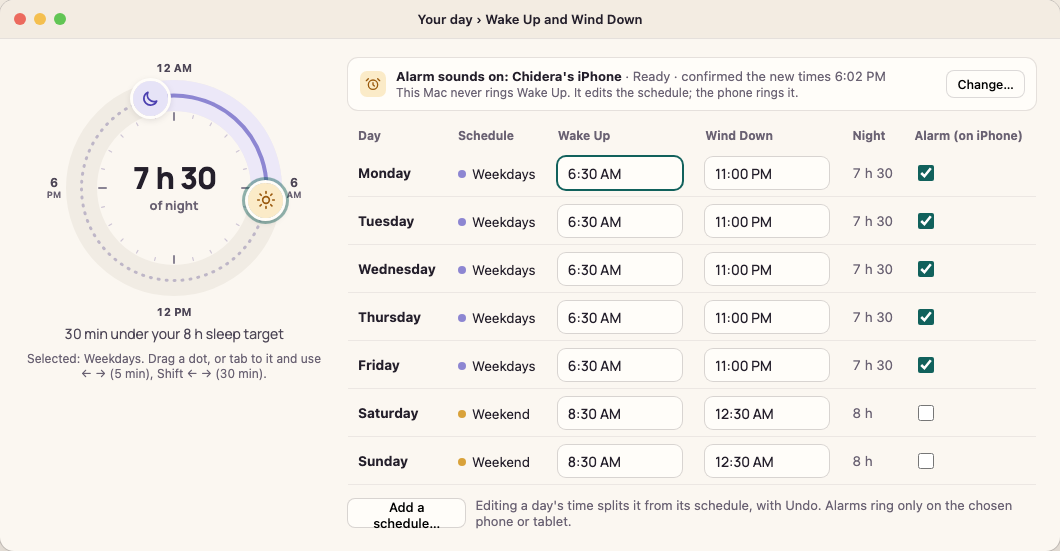 Your day › Wake Up and Wind Down
12 AM
6 PM
7 h 30
of night
6 AM
12 PM
30 min under your 8 h sleep target
Selected: Weekdays. Drag a dot, or tab to it and use
← → (5 min), Shift ← → (30 min).
Alarm sounds on: Chidera's iPhone · Ready · confirmed the new times 6:02 PM
This Mac never rings Wake Up. It edits the schedule; the phone rings it.
Change...
Day Schedule Wake Up Wind Down Night Alarm (on iPhone)
Monday Weekdays 6:30 AM 11:00 PM 7 h 30
Tuesday Weekdays 6:30 AM 11:00 PM 7 h 30
Wednesday Weekdays 6:30 AM 11:00 PM 7 h 30
Thursday Weekdays 6:30 AM 11:00 PM 7 h 30
Friday Weekdays 6:30 AM 11:00 PM 7 h 30
Saturday Weekend 8:30 AM 12:30 AM 8 h
Sunday Weekend 8:30 AM 12:30 AM 8 h
Add a
schedule...
Editing a day's time splits it from its schedule, with Undo. Alarms ring only on the chosen
phone or tablet.